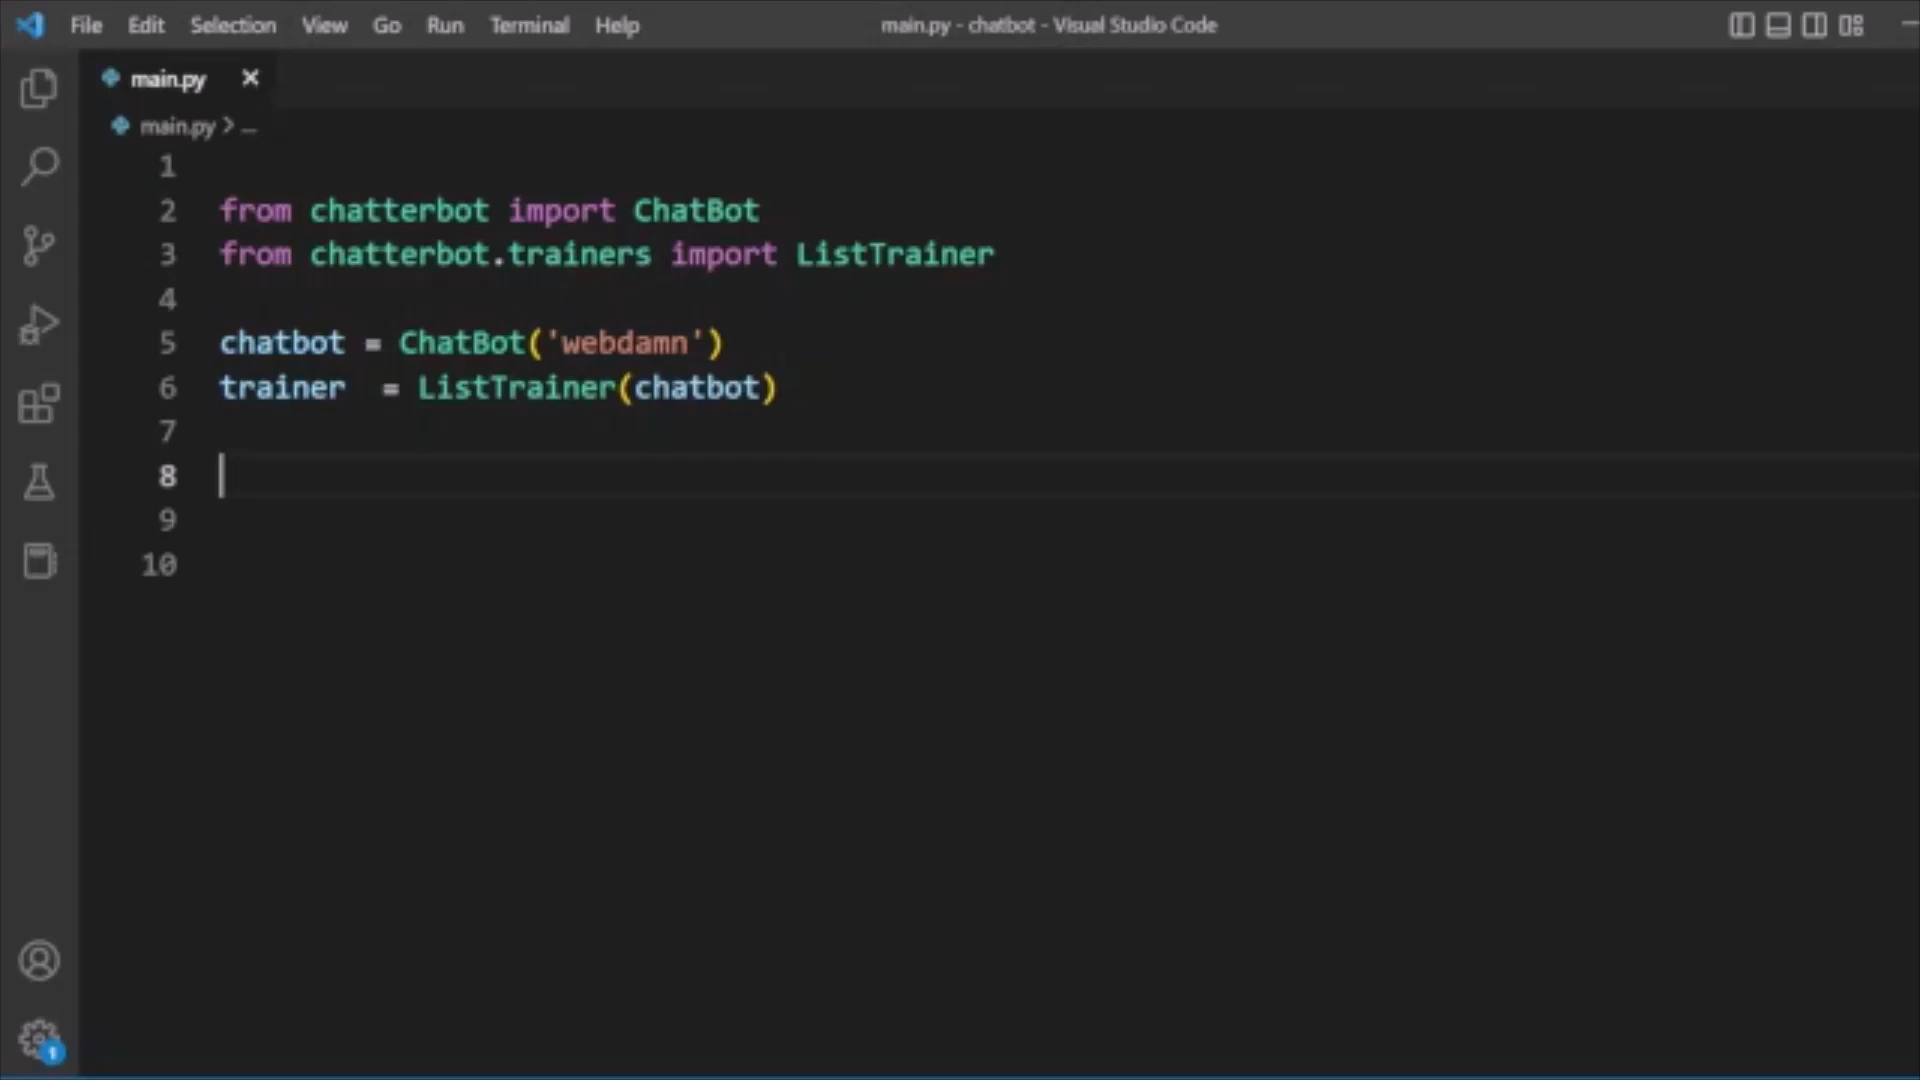 File Edit Selection View Go Run Terminal Help main.py - chatbot - Visual Studio Code
main.py
main.py > ...
1
2 from chatterbot import ChatBot
3 from chatterbot.trainers import ListTrainer
4
5 chatbot = ChatBot('webdamn')
6 trainer  = ListTrainer(chatbot)
7
8
9
10
1